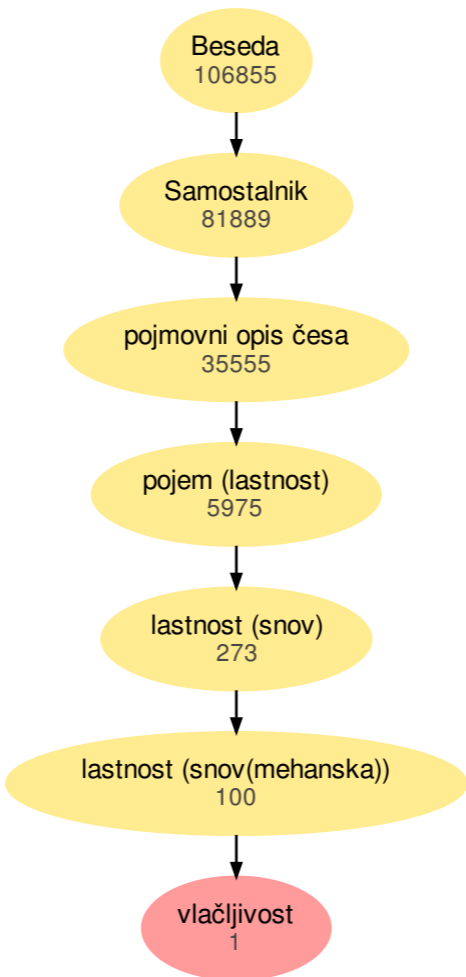 Beseda
106855
Samostalnik
81889
pojmovni opis česa
35555
pojem (lastnost)
5975
lastnost (snov)
273
lastnost (snov(mehanska))
100
vlačljivost
1